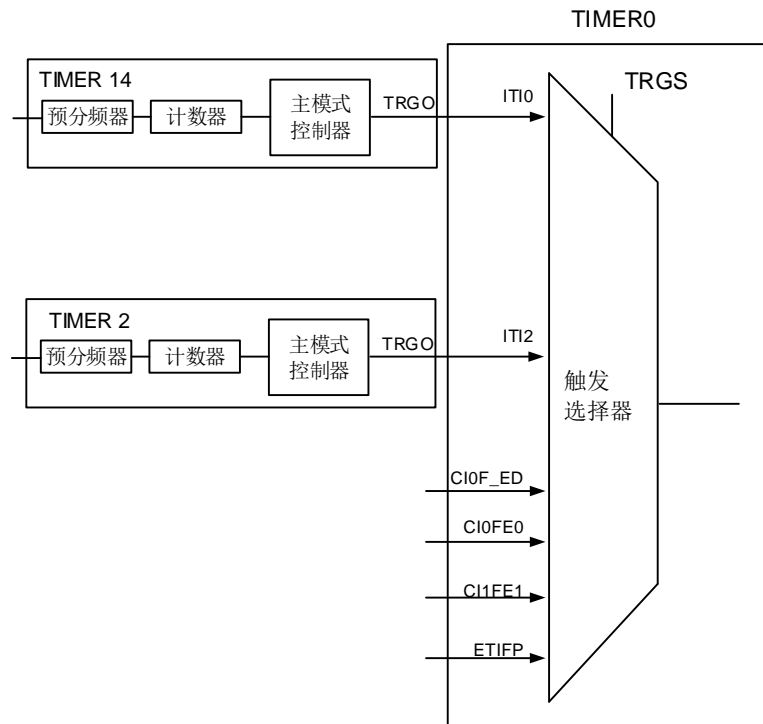 TIMER0
TIMER 14
预分频器
计数器
主模式
控制器
TRGO
ITI0
TRGS
TIMER 2
预分频器
计数器
主模式
控制器
TRGO
ITI2
触发
选择器
CI0F_ED
CI0FE0
CI1FE1
ETIFP